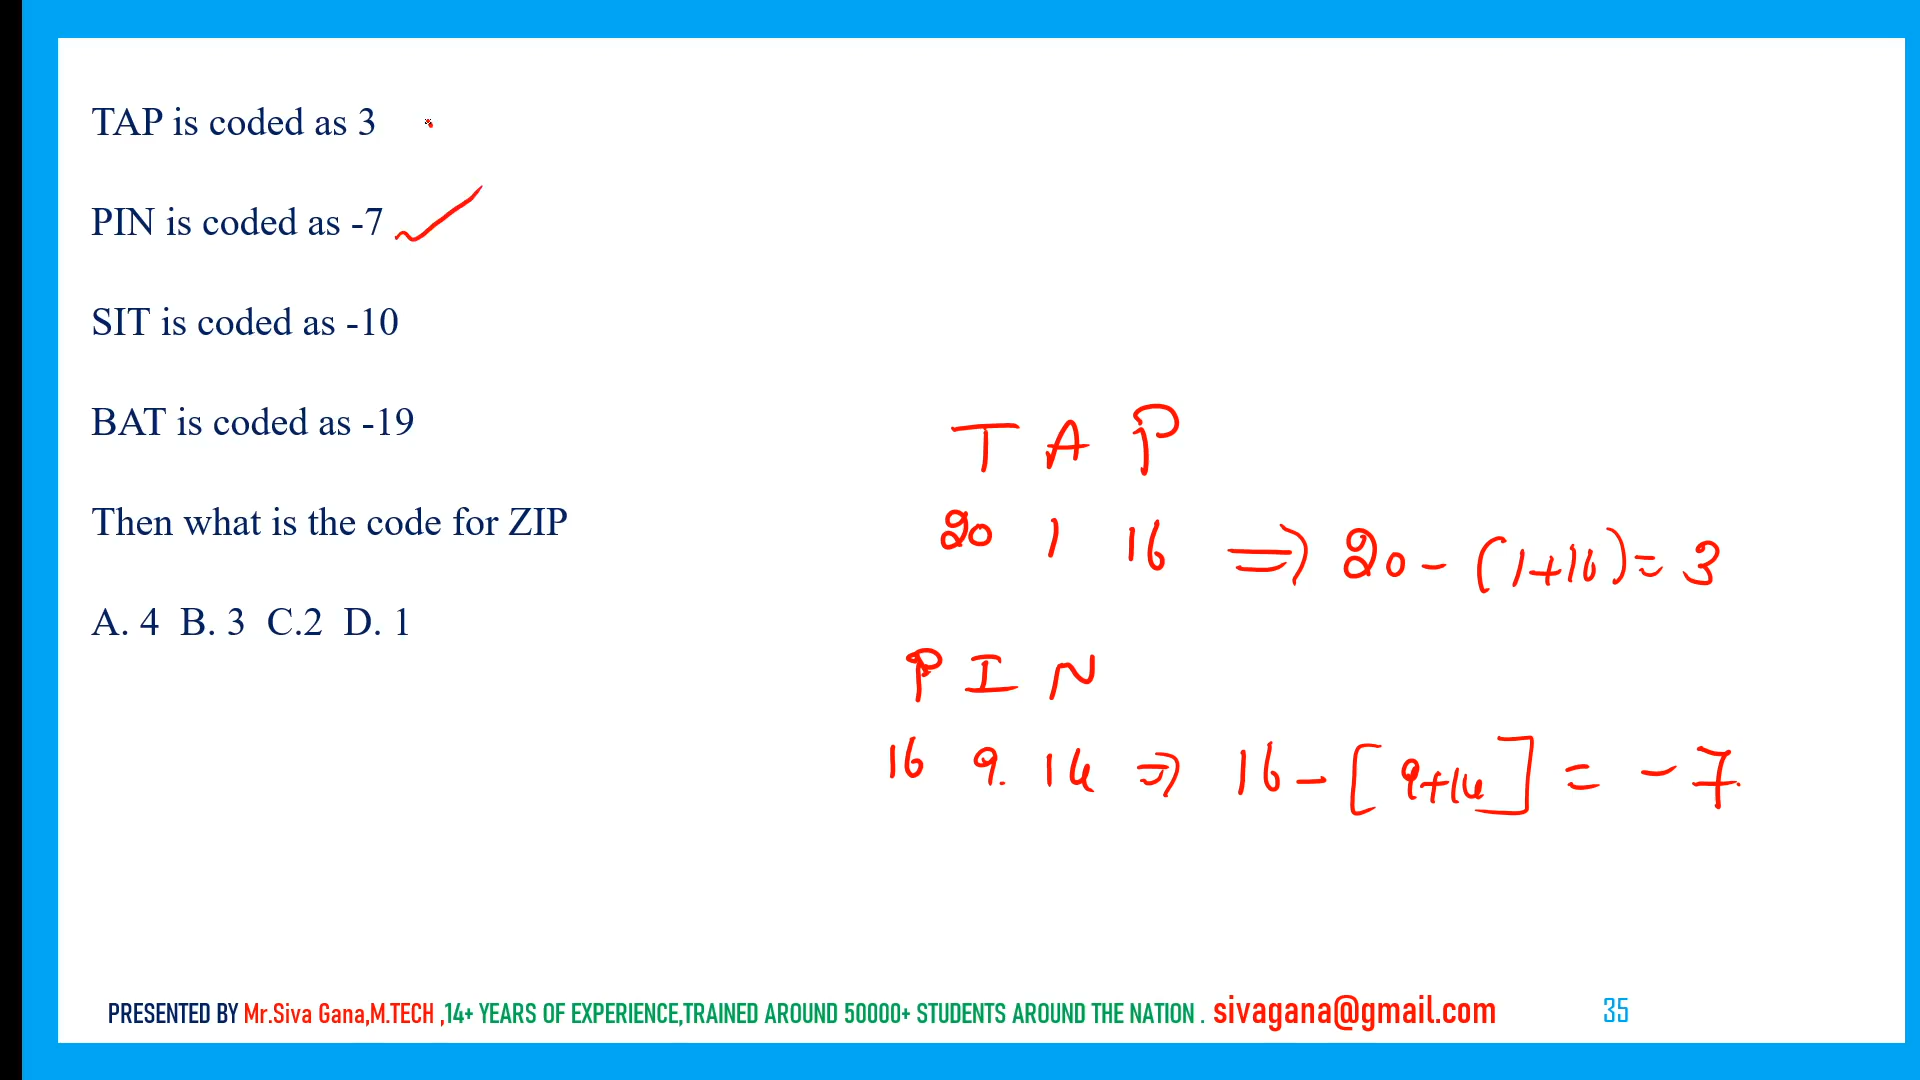 TAP is coded as 3
PIN is coded as -7
SIT is coded as -10
BAT is coded as -19
Then what is the code for ZIP
A. 4 B. 3 C.2 D. 1
T A P
20 1 16 ⇒ 20 - (1+16) = 3
P I N
16 9. 14 ⇒ 16 - [9+14] = -7.
PRESENTED BY Mr.Siva Gana,M.TECH ,14+ YEARS OF EXPERIENCE,TRAINED AROUND 50000+ STUDENTS AROUND THE NATION . sivagana@gmail.com 35